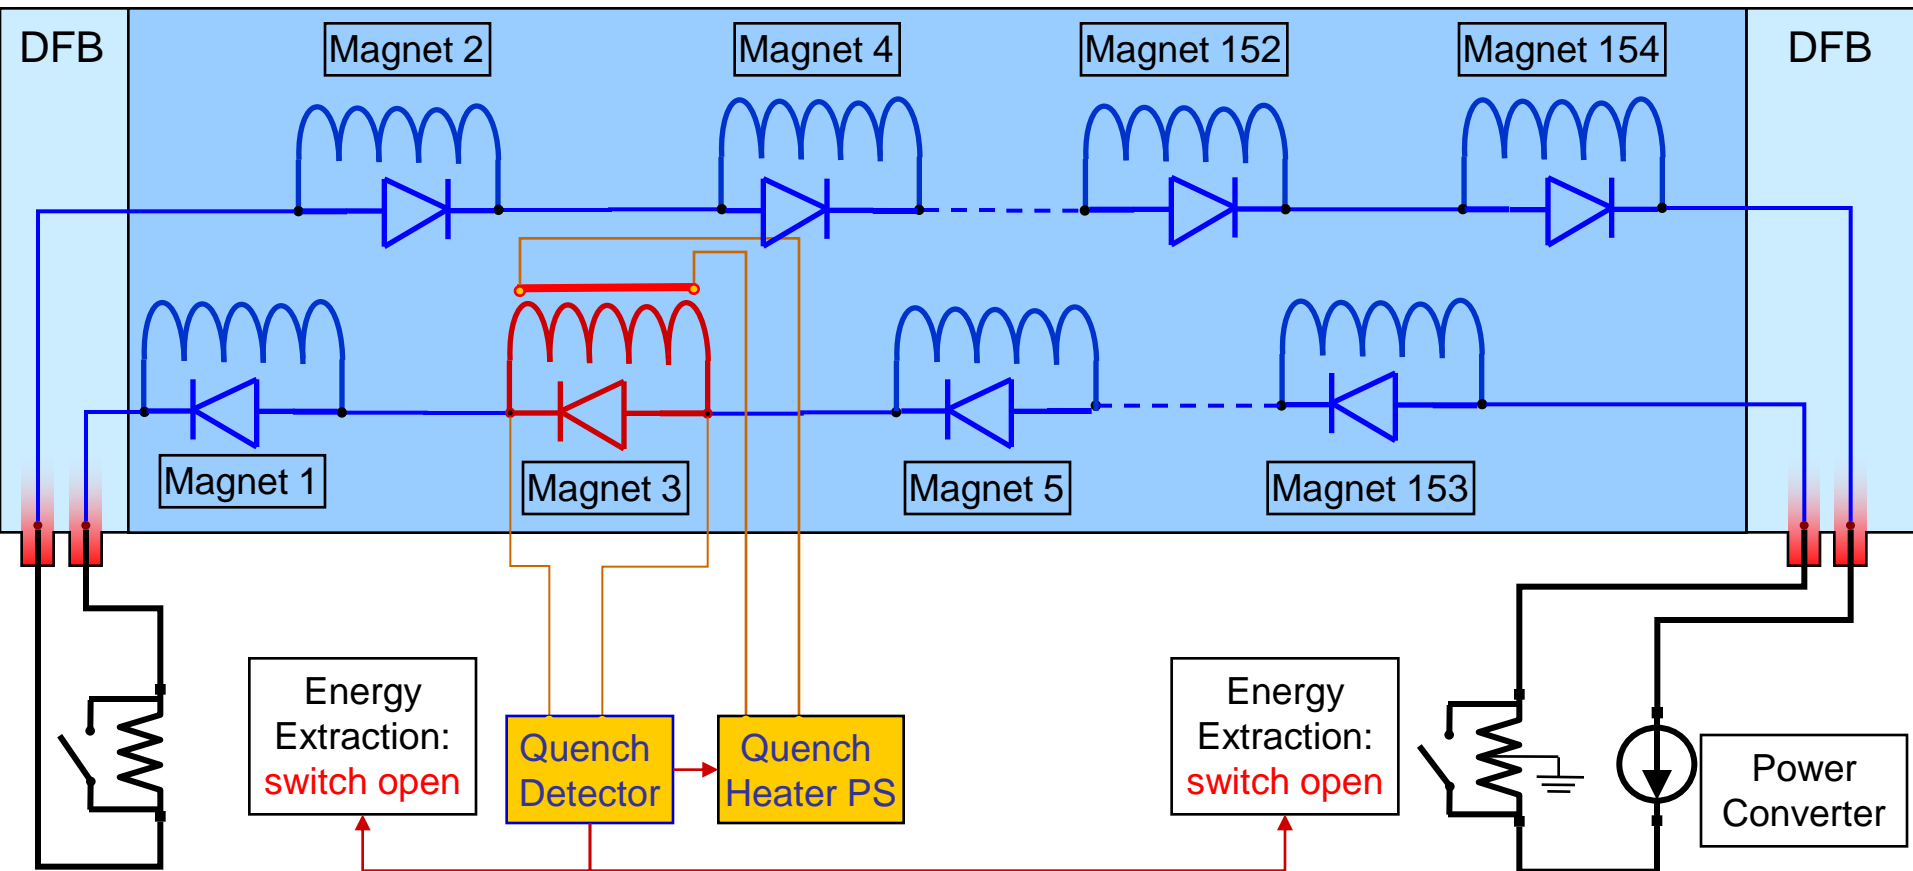 DFB
Magnet 2
Magnet 4
Magnet 152
Magnet 154
DFB
Magnet 1
Magnet 3
Magnet 5
Magnet 153
Energy
Extraction:
switch open
Quench
Detector
Quench
Heater PS
Energy
Extraction:
switch open
Power
Converter